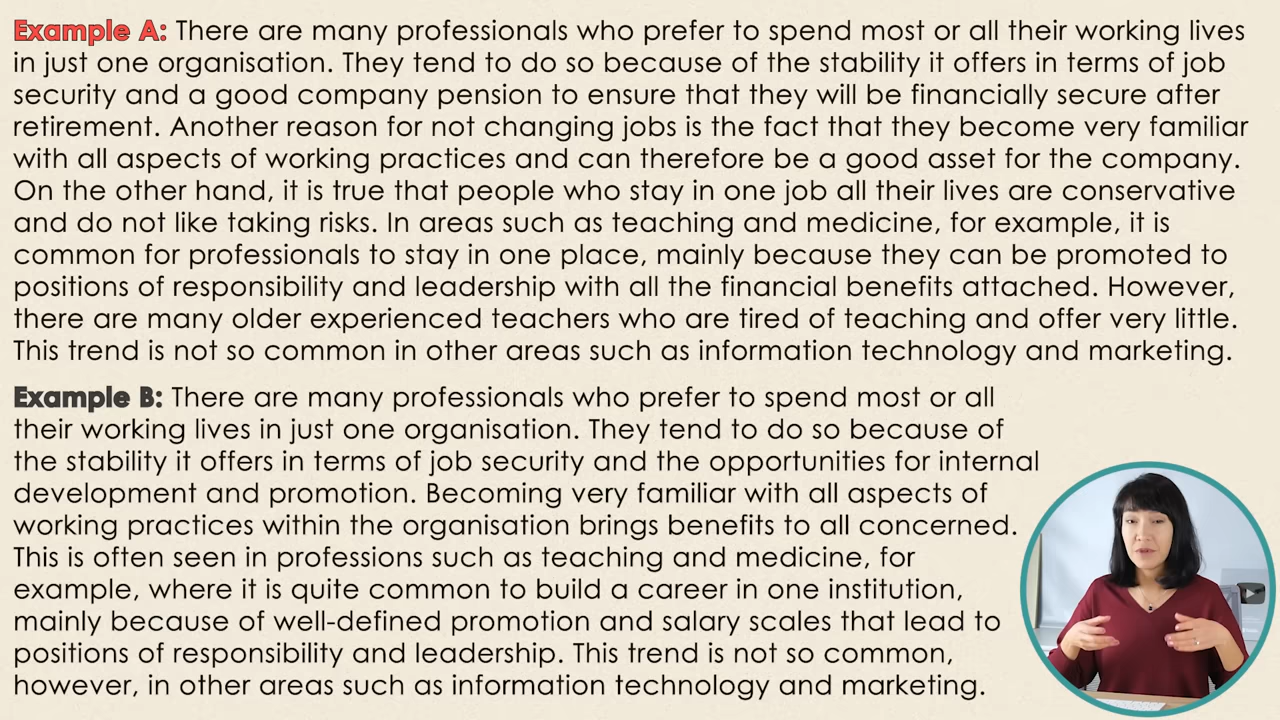 Example A: There are many professionals who prefer to spend most or all their working lives
in just one organisation. They tend to do so because of the stability it offers in terms of job
security and a good company pension to ensure that they will be financially secure after
retirement. Another reason for not changing jobs is the fact that they become very familiar
with all aspects of working practices and can therefore be a good asset for the company.
On the other hand, it is true that people who stay in one job all their lives are conservative
and do not like taking risks. In areas such as teaching and medicine, for example, it is
common for professionals to stay in one place, mainly because they can be promoted to
positions of responsibility and leadership with all the financial benefits attached. However,
there are many older experienced teachers who are tired of teaching and offer very little.
This trend is not so common in other areas such as information technology and marketing.
Example B: There are many professionals who prefer to spend most or all
their working lives in just one organisation. They tend to do so because of
the stability it offers in terms of job security and the opportunities for internal
development and promotion. Becoming very familiar with all aspects of
working practices within the organisation brings benefits to all concerned.
This is often seen in professions such as teaching and medicine, for
example, where it is quite common to build a career in one institution,
mainly because of well-defined promotion and salary scales that lead to
positions of responsibility and leadership. This trend is not so common,
however, in other areas such as information technology and marketing.